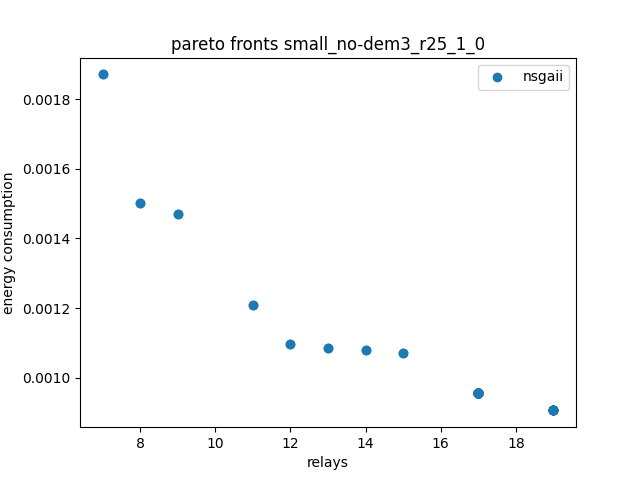 pareto fronts small_no-dem3_r25_1_0
nsgaii
0.0018
0.0016
0.0014
0.0012
0.0010
energy consumption
8 10 12 14 16 18
relays